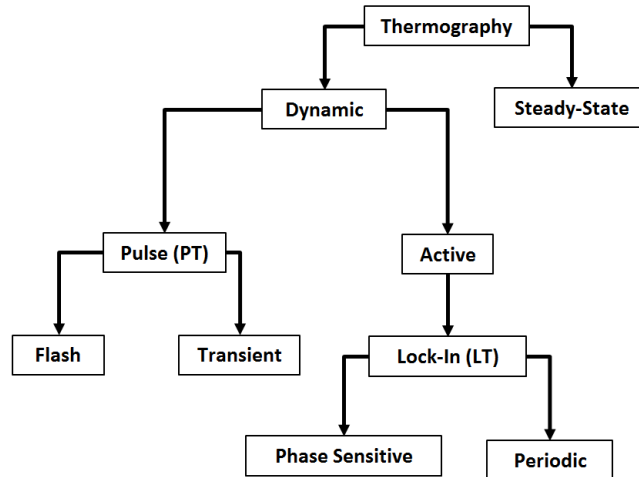 Thermography
Dynamic
Steady-State
Pulse (PT)
Active
Flash
Transient
Lock-In (LT)
Phase Sensitive
Periodic